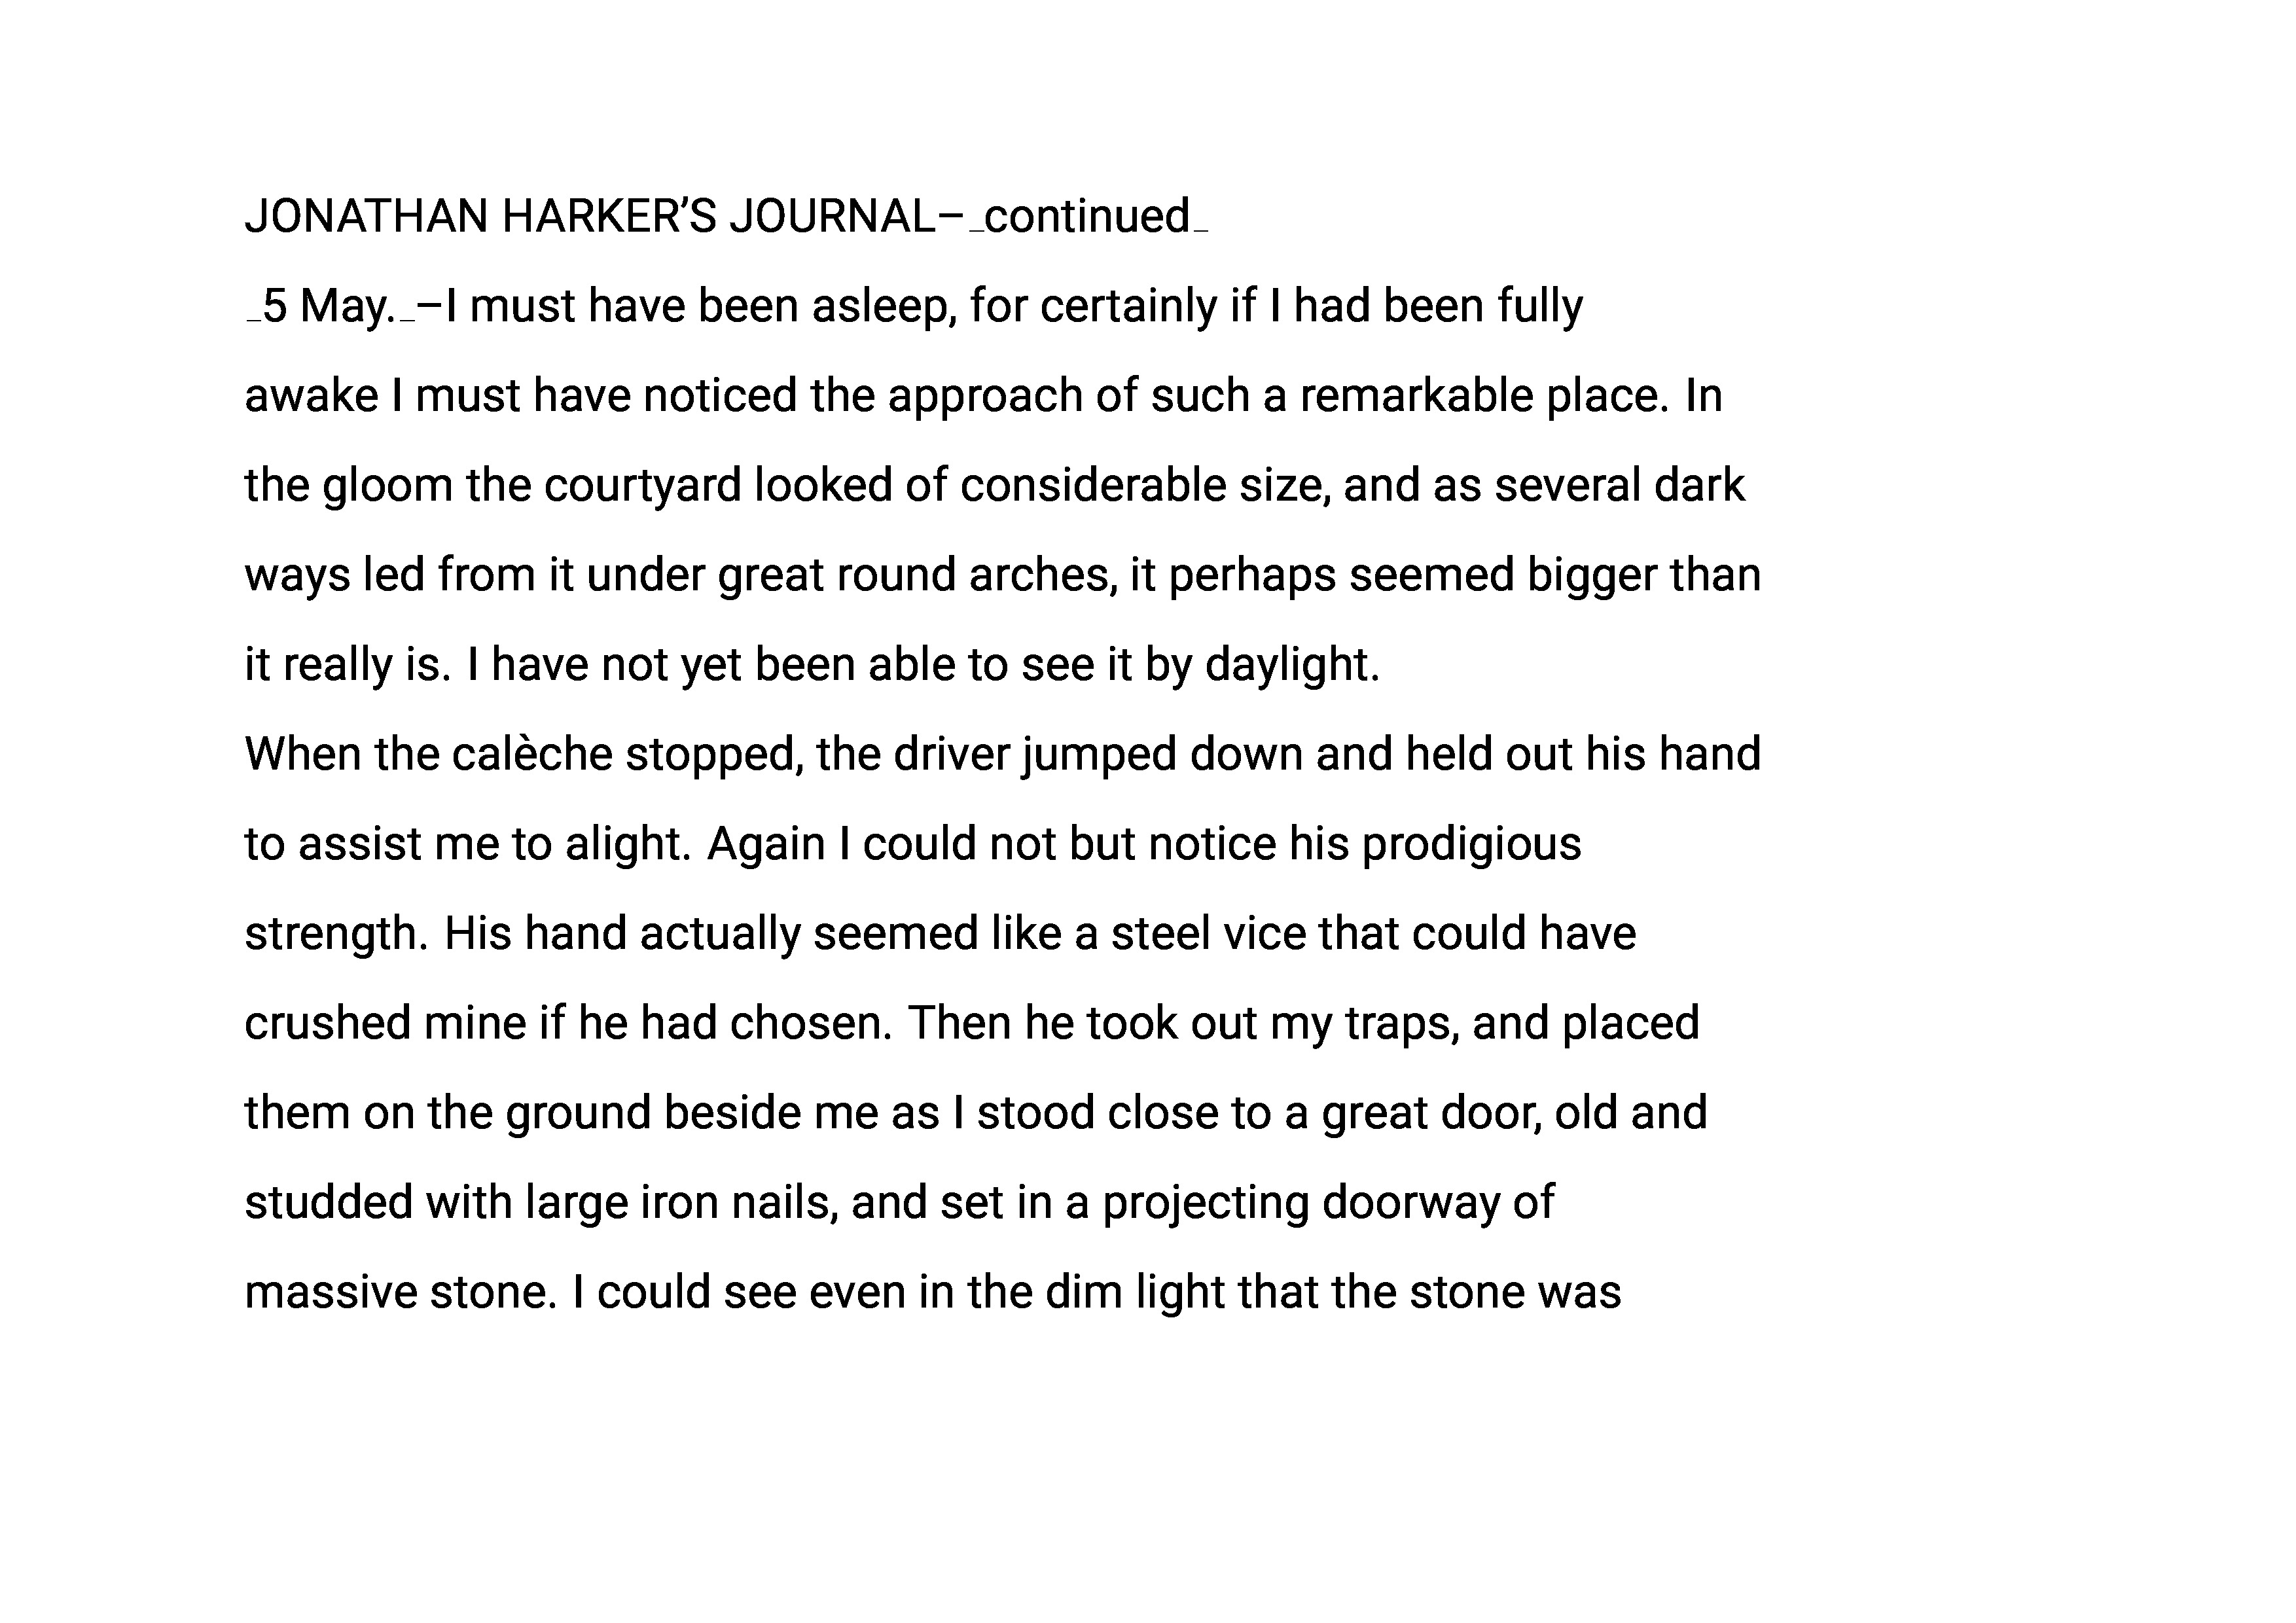 JONATHAN HARKER’S JOURNAL–_continued_
_5 May._–I must have been asleep, for certainly if I had been fully
awake I must have noticed the approach of such a remarkable place. In
the gloom the courtyard looked of considerable size, and as several dark
ways led from it under great round arches, it perhaps seemed bigger than
it really is. I have not yet been able to see it by daylight.
When the calèche stopped, the driver jumped down and held out his hand
to assist me to alight. Again I could not but notice his prodigious
strength. His hand actually seemed like a steel vice that could have
crushed mine if he had chosen. Then he took out my traps, and placed
them on the ground beside me as I stood close to a great door, old and
studded with large iron nails, and set in a projecting doorway of
massive stone. I could see even in the dim light that the stone was